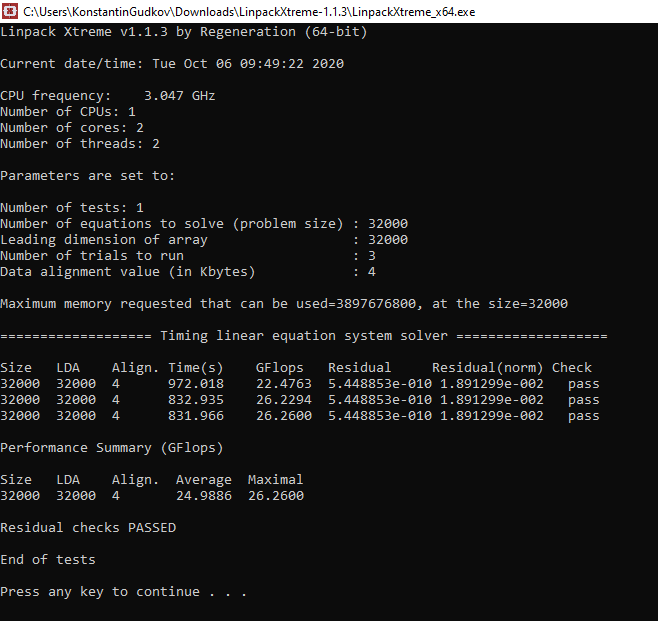 C:\Users\KonstantinGudkov\Downloads\LinpackXtreme-1.1.3\LinpackXtreme_x64.exe
Linpack Xtreme v1.1.3 by Regeneration (64-bit)
Current date/time: Tue Oct 06 09:49:22 2020
CPU frequency:    3.047 GHz
Number of CPUs: 1
Number of cores: 2
Number of threads: 2
Parameters are set to:
Number of tests: 1
Number of equations to solve (problem size) : 32000
Leading dimension of array                  : 32000
Number of trials to run                     : 3
Data alignment value (in Kbytes)            : 4
Maximum memory requested that can be used=3897676800, at the size=32000
=================== Timing linear equation system solver ===================
Size   LDA    Align. Time(s)    GFlops   Residual     Residual(norm) Check
32000  32000  4      972.018    22.4763  5.448853e-010 1.891299e-002   pass
32000  32000  4      832.935    26.2294  5.448853e-010 1.891299e-002   pass
32000  32000  4      831.966    26.2600  5.448853e-010 1.891299e-002   pass
Performance Summary (GFlops)
Size   LDA    Align.  Average  Maximal
32000  32000  4       24.9886  26.2600
Residual checks PASSED
End of tests
Press any key to continue . . .